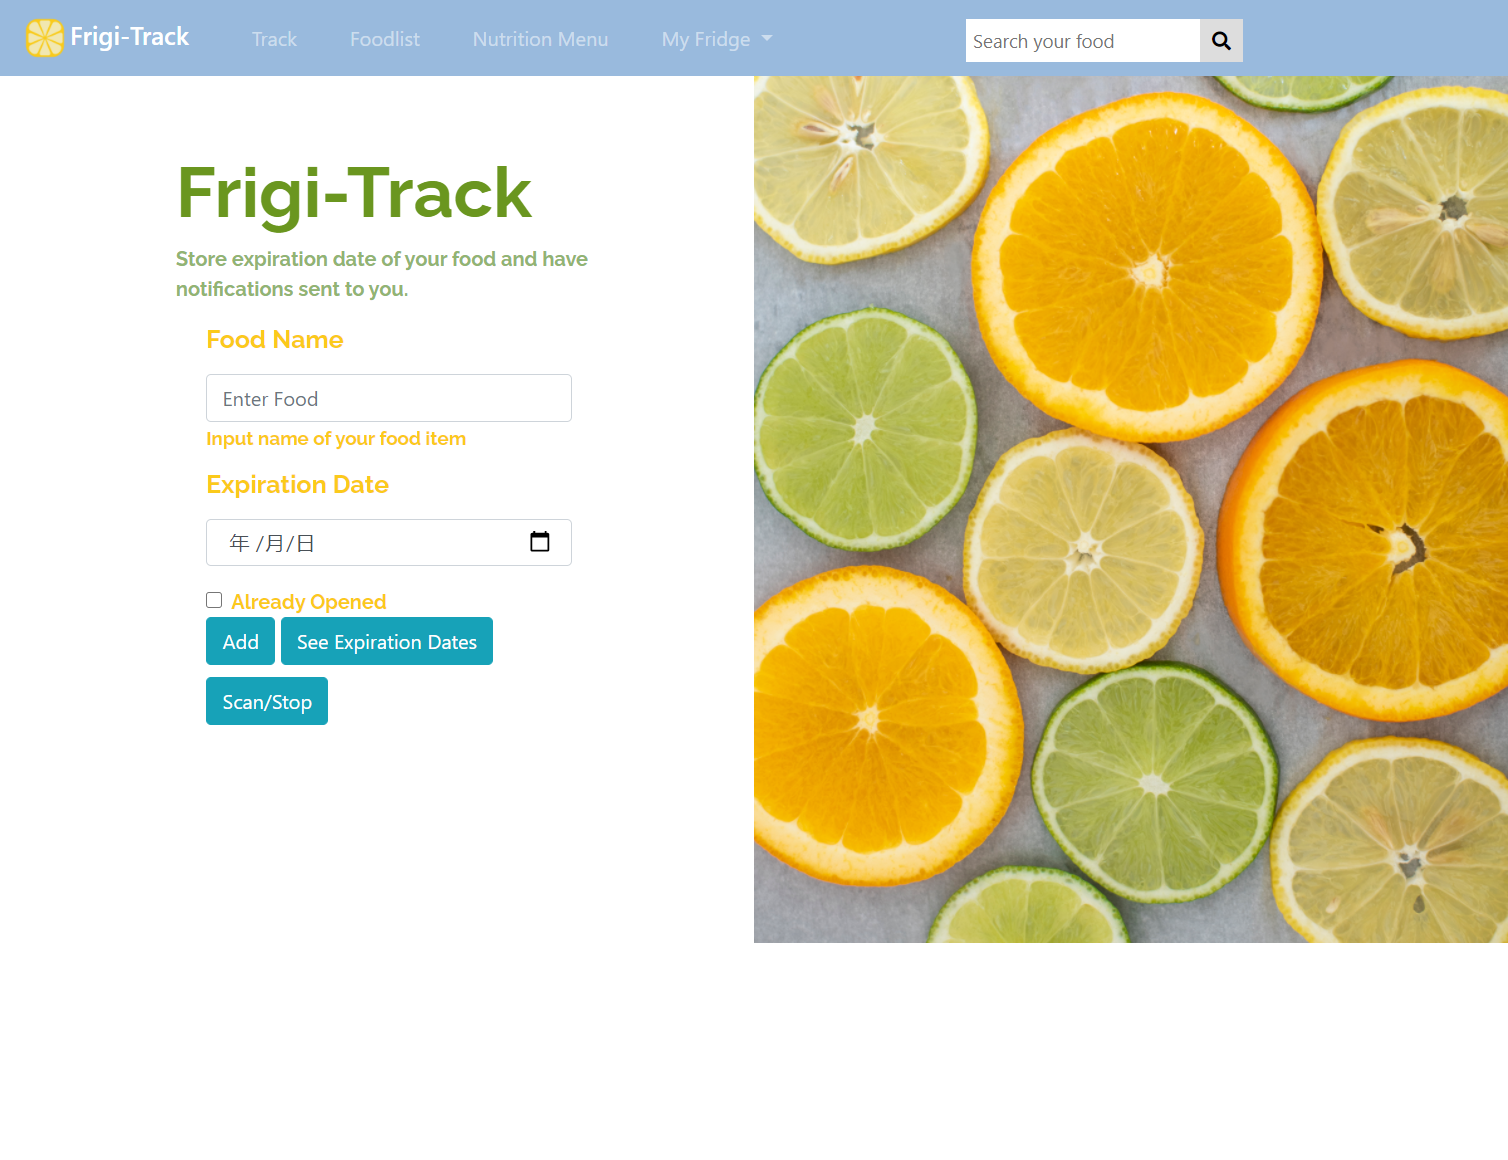 Frigi-Track
Track
Foodlist
Nutrition Menu
My Fridge
Search your food
Frigi-Track
Store expiration date of your food and have
notifications sent to you.
Food Name
Enter Food
Input name of your food item
Expiration Date
年 /月/日
Already Opened
Add
See Expiration Dates
Scan/Stop